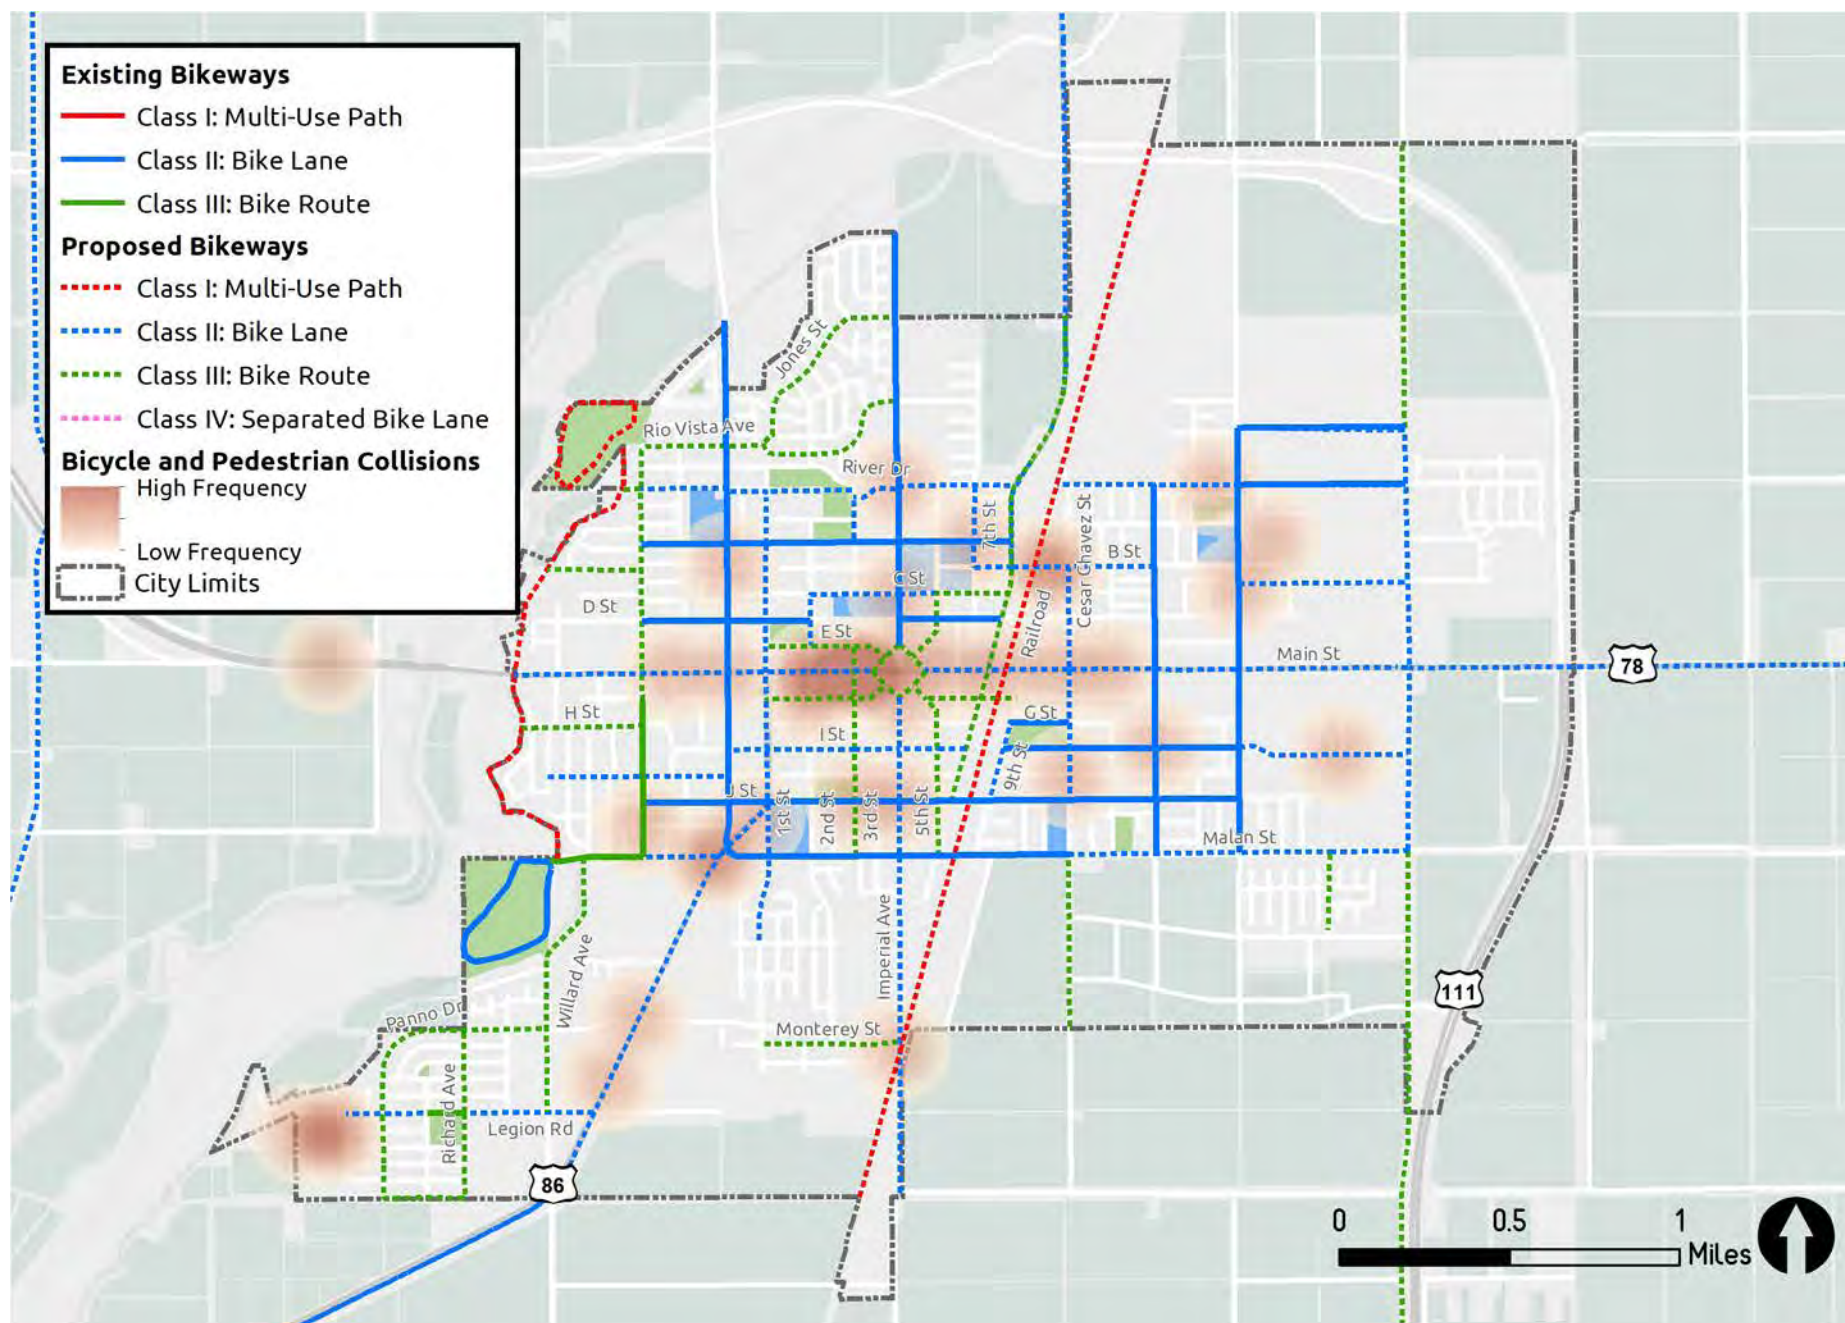 Existing Bikeways
Class I: Multi-Use Path
Class II: Bike Lane
Class III: Bike Route
Proposed Bikeways
Class I: Multi-Use Path
Class II: Bike Lane
Class III: Bike Route
Class IV: Separated Bike Lane
Bicycle and Pedestrian Collisions
High Frequency
Low Frequency
City Limits
Jones St
Rio Vista Ave
River Dr
7th St
Cesar Chavez St
B St
C St
D St
E St
Railroad
Main St
78
H St
G St
I St
9th St
J St
1st St
2nd St
3rd St
5th St
Malan St
Imperial Ave
Willard Ave
111
Panno Dr
Monterey St
Richard Ave
Legion Rd
86
0 0.5 1
Miles